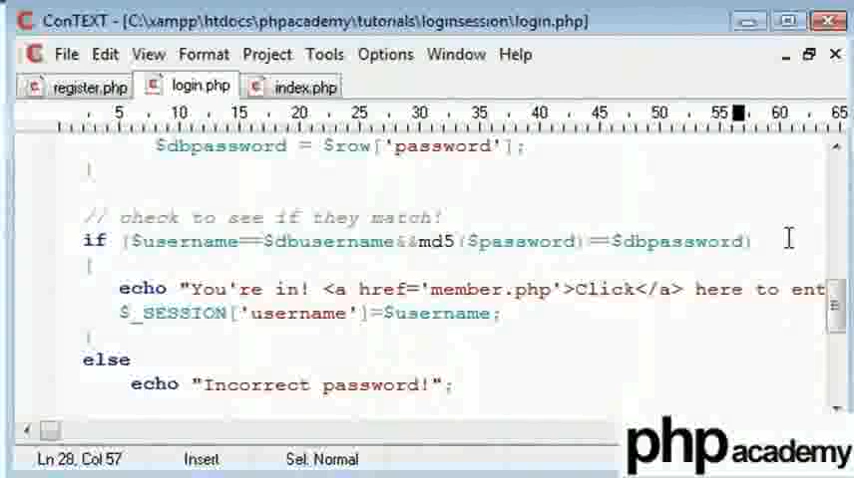 ConTEXT - [C:\xampp\htdocs\phpacademy\tutorials\loginsession\login.php]
File Edit View Format Project Tools Options Window Help
register.php login.php index.php
5 10 15 20 25 30 35 40 45 50 55 60 65
$dbpassword = $row['password'];
}
// check to see if they match!
if ($username==$dbusername&&md5($password)==$dbpassword)
{
echo "You're in! <a href='member.php'>Click</a> here to ent
$_SESSION['username']=$username;
}
else
echo "Incorrect password!";
php academy
Ln 28, Col 57 Insert Sel: Normal